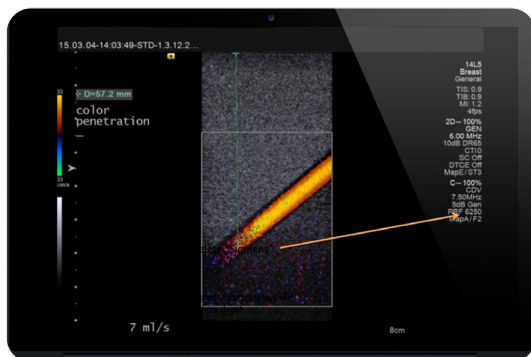 15.03.04-14:03:49-STD-1.3.12.2...
14L5
Breast
General
TIS: 0.9
TIB: 0.9
MI: 1.2
4fps
2D–100%
GEN
6.00 MHz
10dB DR65
CTI0
SC Off
DTCE Off
MapE/ST3
C–100%
CDV
7.50MHz
5dB Gen
PRF 6250
MapA/F2
33
D=57.2 mm
color
penetration
33
cm/s
7 ml/s
8cm